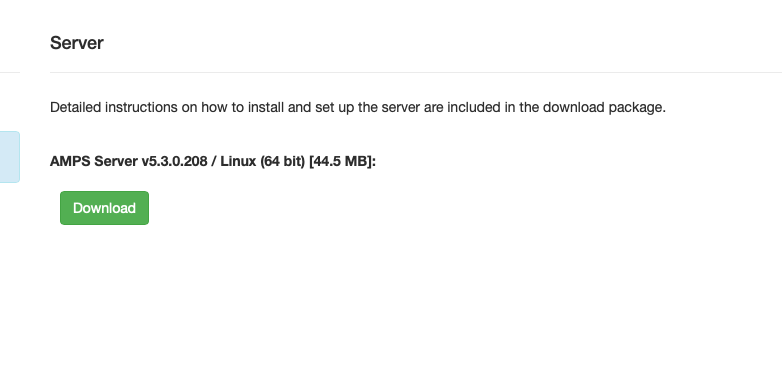 Server
Detailed instructions on how to install and set up the server are included in the download package.
AMPS Server v5.3.0.208 / Linux (64 bit) [44.5 MB]:
Download